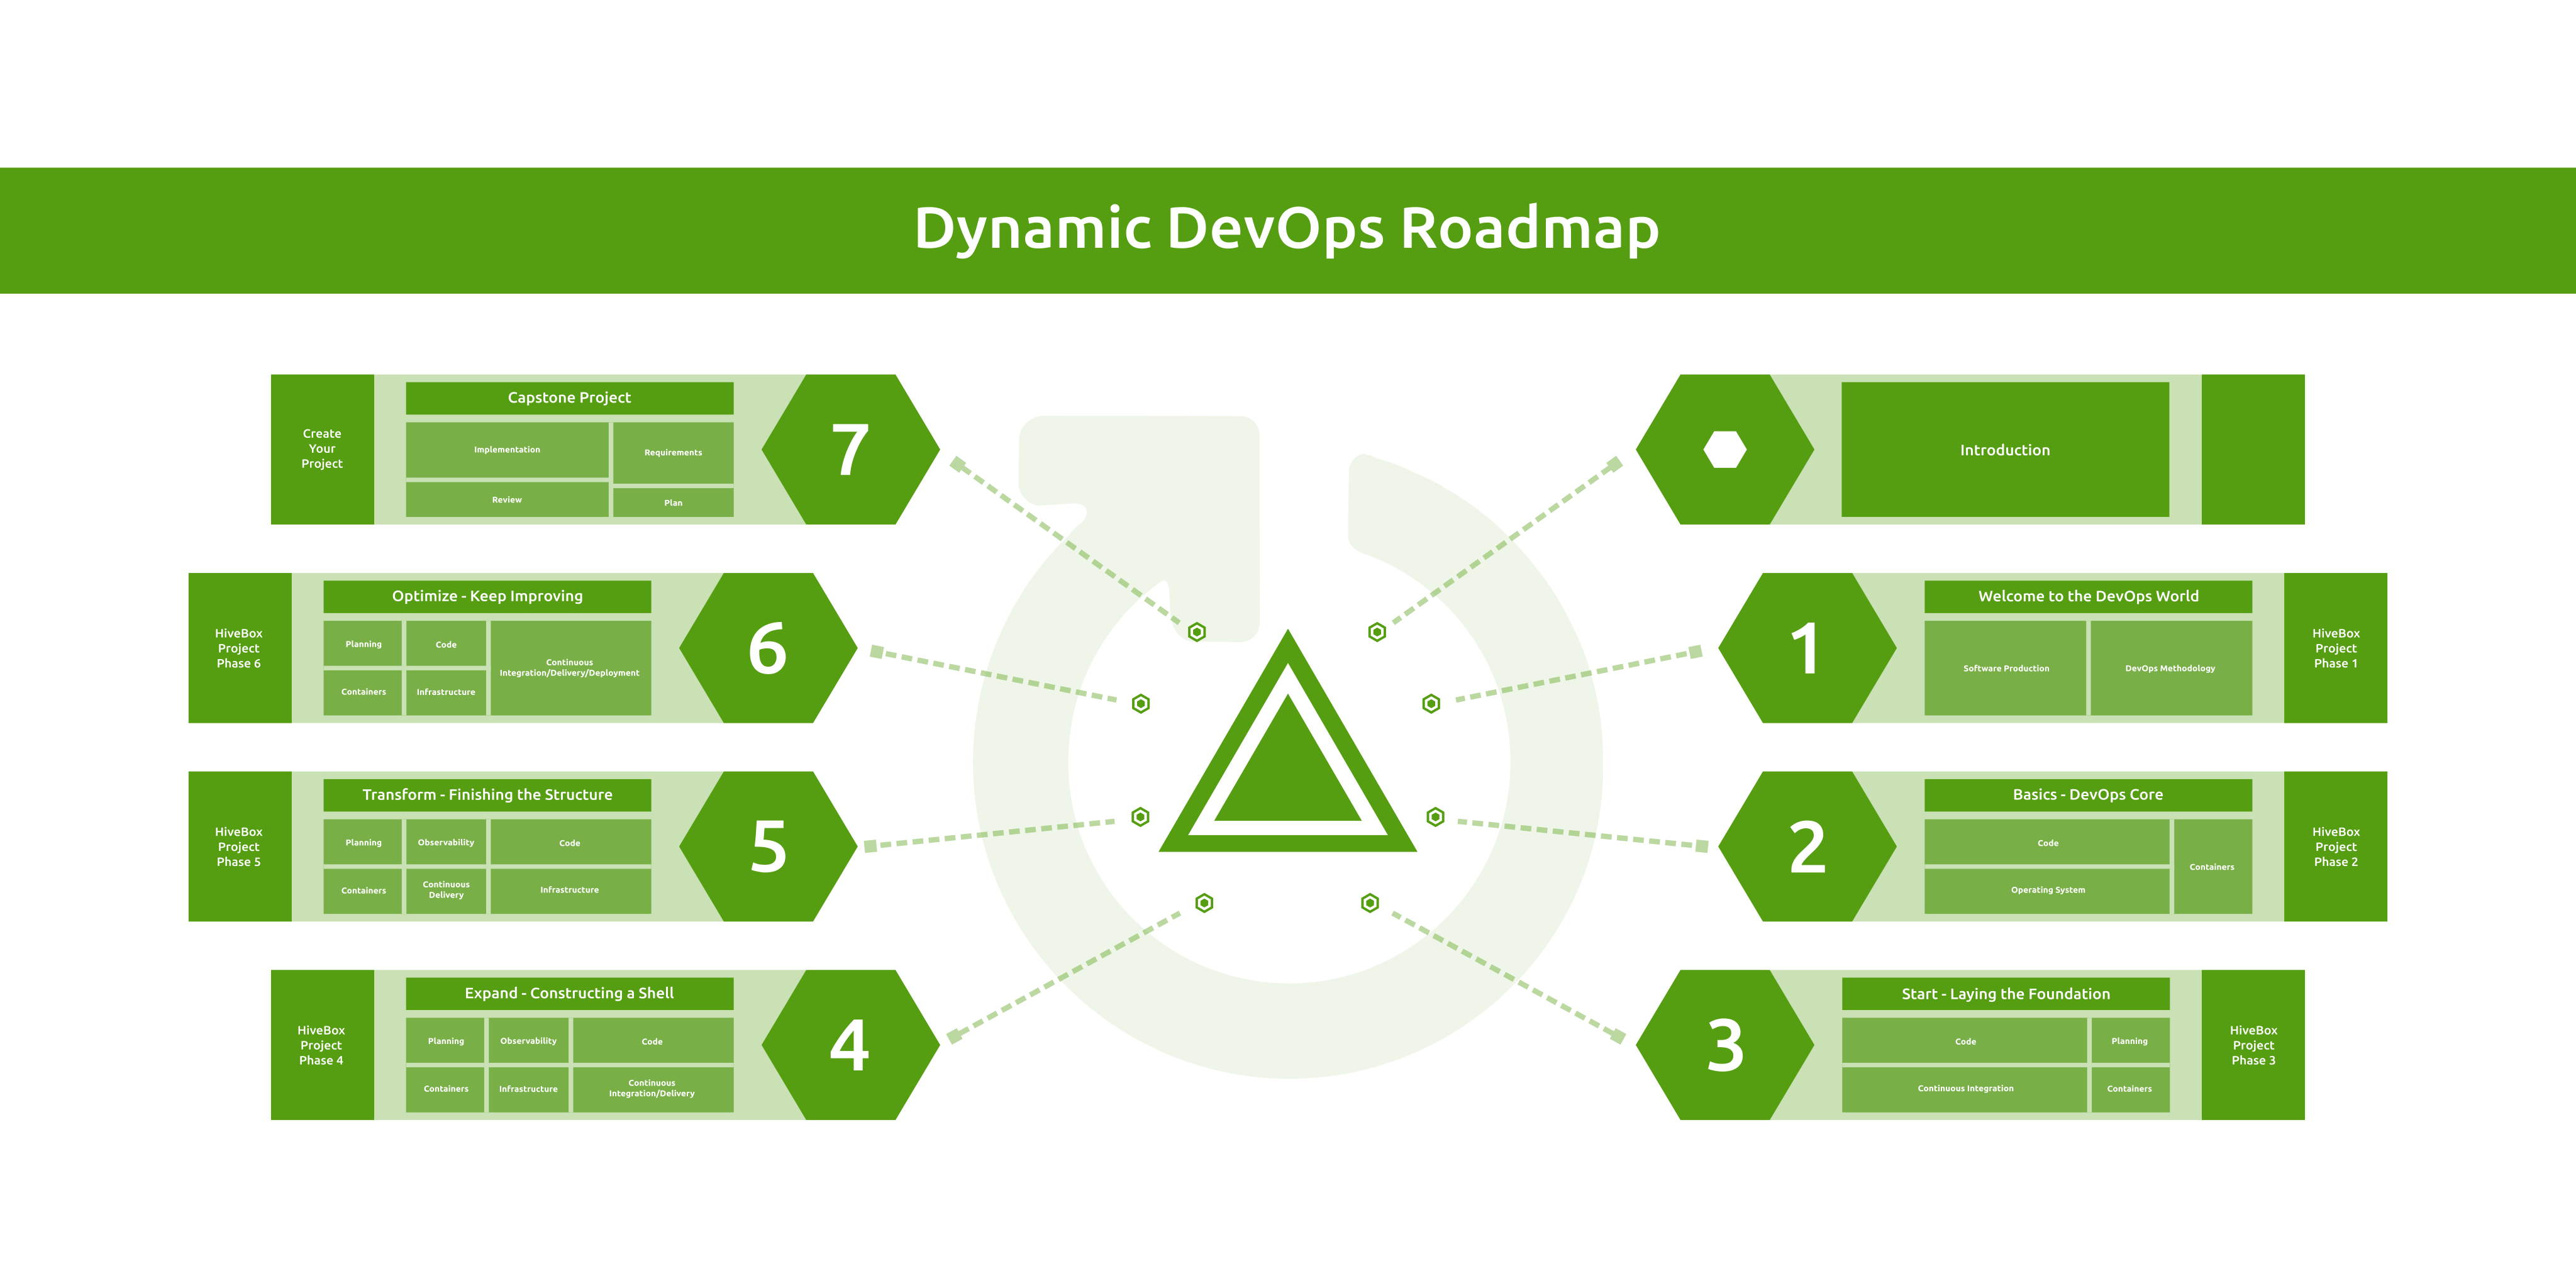 Dynamic DevOps Roadmap
Introduction
1
Welcome to the DevOps World
Software Production
DevOps Methodology
HiveBox
Project
Phase 1
2
Basics - DevOps Core
Code
Operating System
Containers
HiveBox
Project
Phase 2
3
Start - Laying the Foundation
Code
Planning
Continuous Integration
Containers
HiveBox
Project
Phase 3
4
Expand - Constructing a Shell
Planning
Observability
Code
Containers
Infrastructure
Continuous
Integration/Delivery
HiveBox
Project
Phase 4
5
Transform - Finishing the Structure
Planning
Observability
Code
Containers
Continuous
Delivery
Infrastructure
HiveBox
Project
Phase 5
6
Optimize - Keep Improving
Planning
Code
Continuous
Integration/Delivery/Deployment
Containers
Infrastructure
HiveBox
Project
Phase 6
7
Capstone Project
Implementation
Requirements
Review
Plan
Create
Your
Project